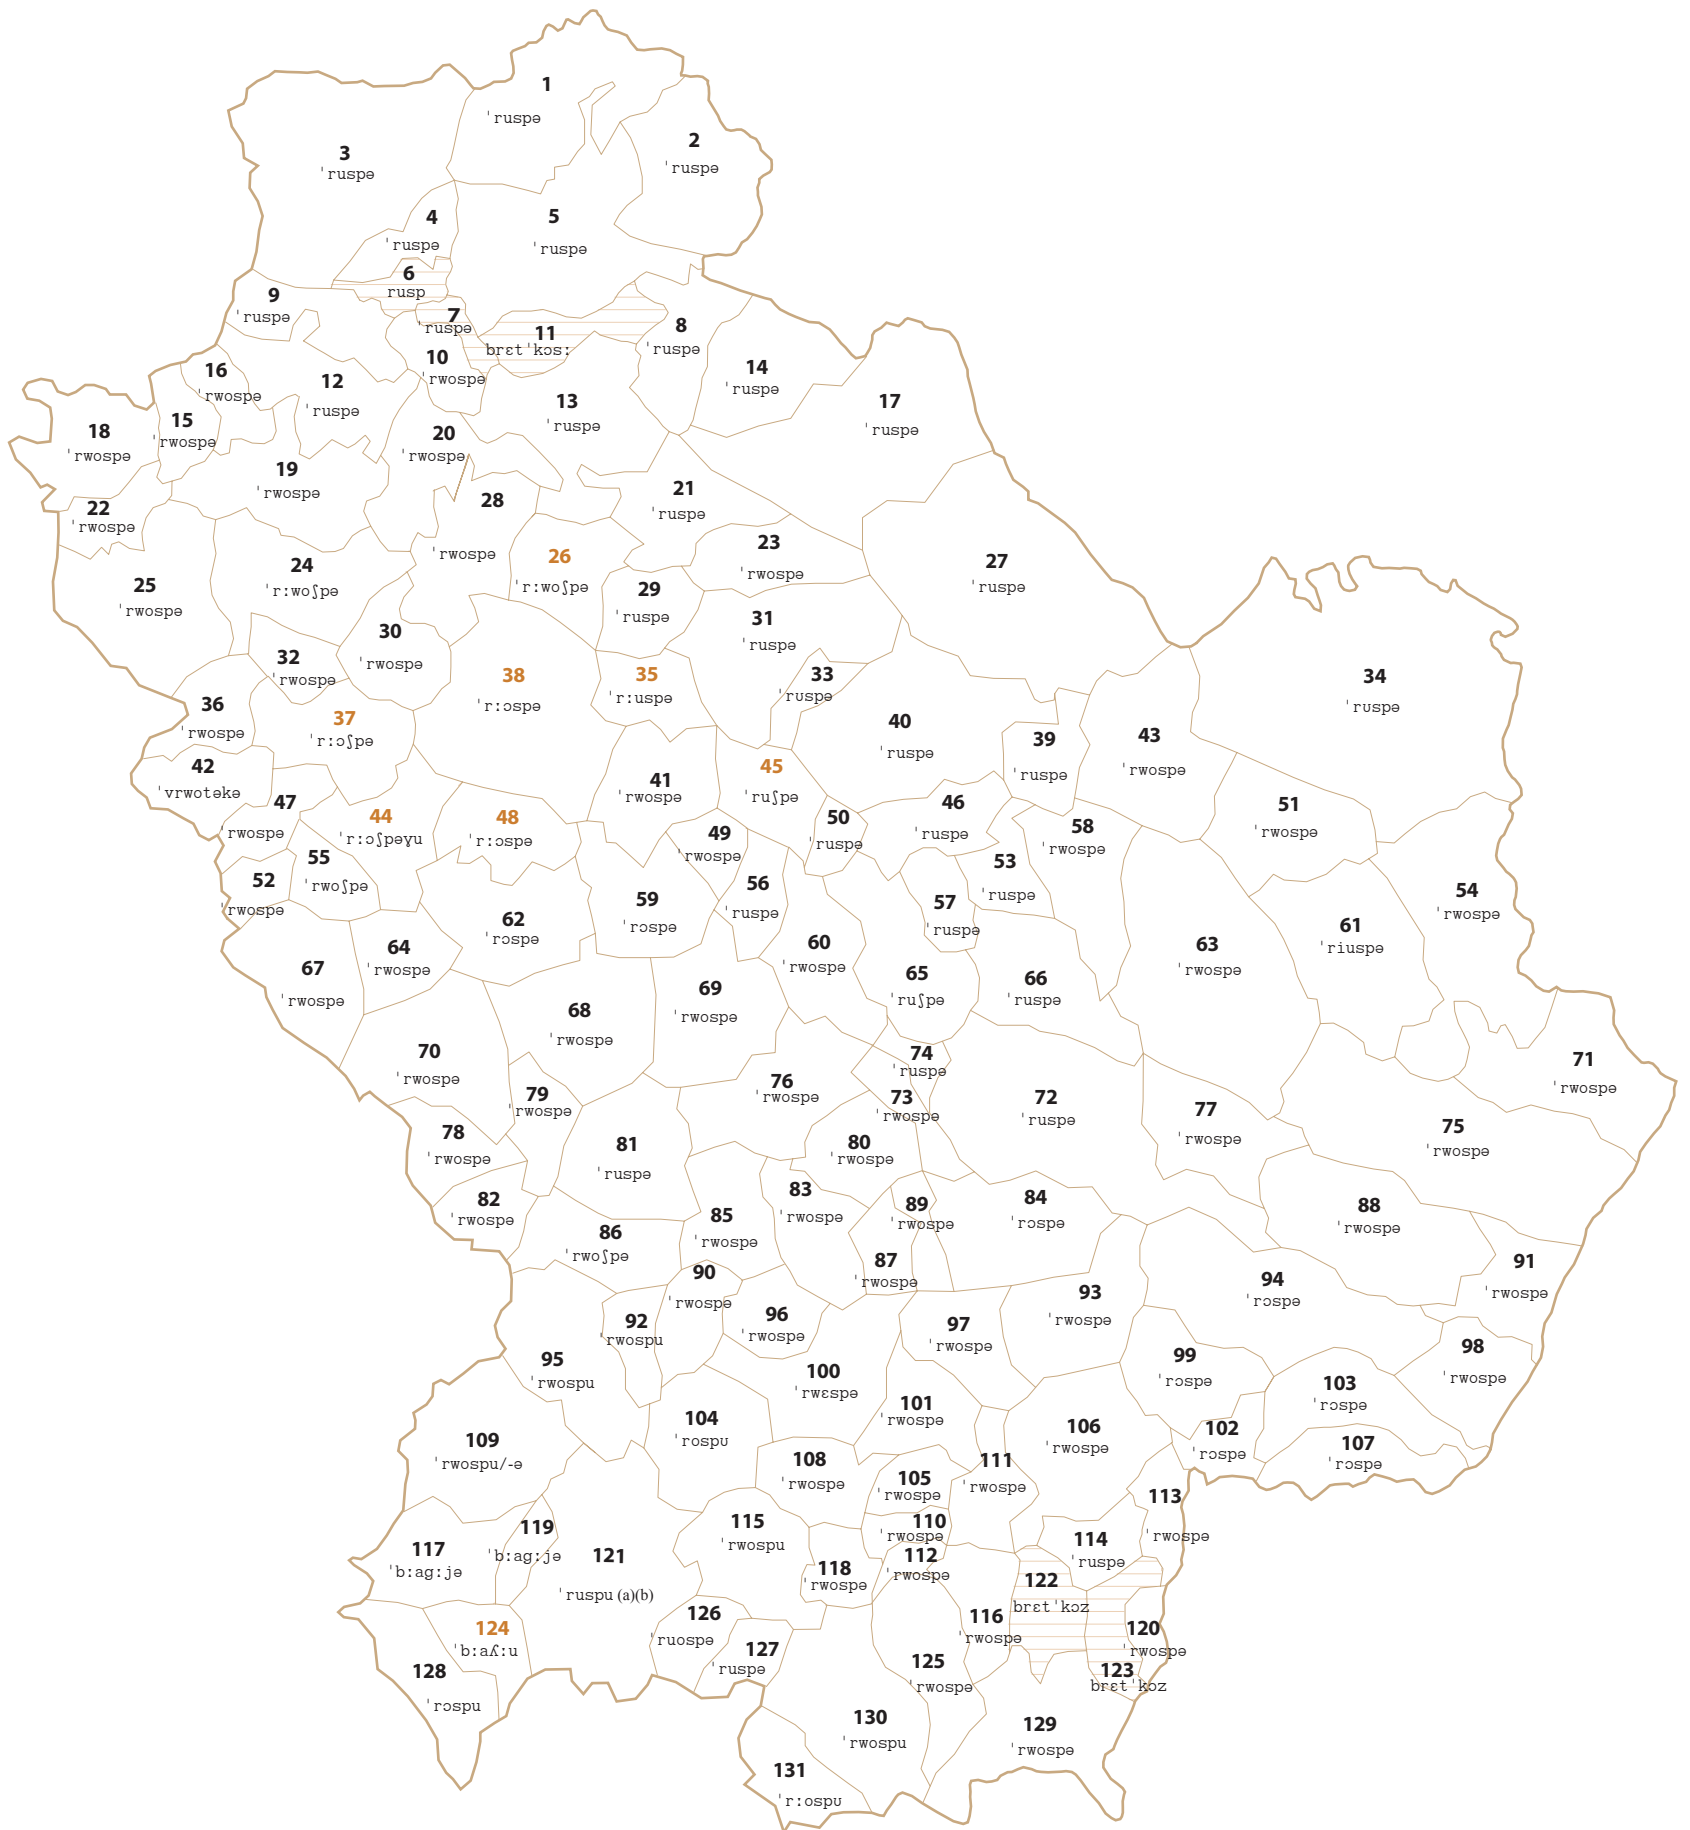 1
ˈruspə
2
ˈruspə
3
ˈruspə
4
ˈruspə
5
ˈruspə
6
rusp
7
ˈruspə
8
ˈruspə
9
ˈruspə
10
ˈrwospə
11
brɛtˈkɔsː
12
ˈruspə
13
ˈruspə
14
ˈruspə
15
ˈrwospə
16
ˈrwospə
17
ˈruspə
18
ˈrwospə
19
ˈrwospə
20
ˈrwospə
21
ˈruspə
22
ˈrwospə
23
ˈrwospə
24
ˈrːwoʃpə
25
ˈrwospə
26
ˈrːwoʃpə
27
ˈruspə
28
ˈrwospə
29
ˈruspə
30
ˈrwospə
31
ˈruspə
32
ˈrwospə
33
ˈrʊspə
34
ˈrʊspə
35
ˈrːuspə
36
ˈrwospə
37
ˈrːɔʃpə
38
ˈrːɔspə
39
ˈruspə
40
ˈruspə
41
ˈrwospə
42
ˈvrwotəkə
43
ˈrwospə
44
ˈrːɔʃpəɣu
45
ˈruʃpə
46
ˈruspə
47
ˈrwospə
48
ˈrːɔspə
49
ˈrwospə
50
ˈruspə
51
ˈrwospə
52
ˈrwospə
53
ˈruspə
54
ˈrwospə
55
ˈrwoʃpə
56
ˈruspə
57
ˈruspə
58
ˈrwospə
59
ˈrɔspə
60
ˈrwospə
61
ˈriuspə
62
ˈrɔspə
63
ˈrwospə
64
ˈrwospə
65
ˈruʃpə
66
ˈruspə
67
ˈrwospə
68
ˈrwospə
69
ˈrwospə
70
ˈrwospə
71
ˈrwospə
72
ˈruspə
73
ˈrwospə
74
ˈruspə
75
ˈrwospə
76
ˈrwospə
77
ˈrwospə
78
ˈrwospə
79
ˈrwospə
80
ˈrwospə
81
ˈruspə
82
ˈrwospə
83
ˈrwospə
84
ˈrɔspə
85
ˈrwospə
86
ˈrwoʃpə
87
ˈrwospə
88
ˈrwospə
89
ˈrwospə
90
ˈrwospə
91
ˈrwospə
92
ˈrwospu
93
ˈrwospə
94
ˈrɔspə
95
ˈrwospu
96
ˈrwospə
97
ˈrwospə
98
ˈrwospə
99
ˈrɔspə
100
ˈrwɛspə
101
ˈrwospə
102
ˈrɔspə
103
ˈrɔspə
104
ˈrospʊ
105
ˈrwospə
106
ˈrwospə
107
ˈrɔspə
108
ˈrwospə
109
ˈrwospu/-ə
110
ˈrwospə
111
ˈrwospə
112
ˈrwospə
113
ˈrwospə
114
ˈruspə
115
ˈrwospu
116
ˈrwospə
117
ˈbːagːjə
118
ˈrwospə
119
ˈbːagːjə
120
ˈrwospə
121
ˈruspu (a)(b)
122
brɛtˈkɔz
123
brɛtˈkɔz
124
ˈbːaʎːu
125
ˈrwospə
126
ˈruospə
127
ˈruspə
128
ˈrɔspu
129
ˈrwospə
130
ˈrwospu
131
ˈrːospʊ